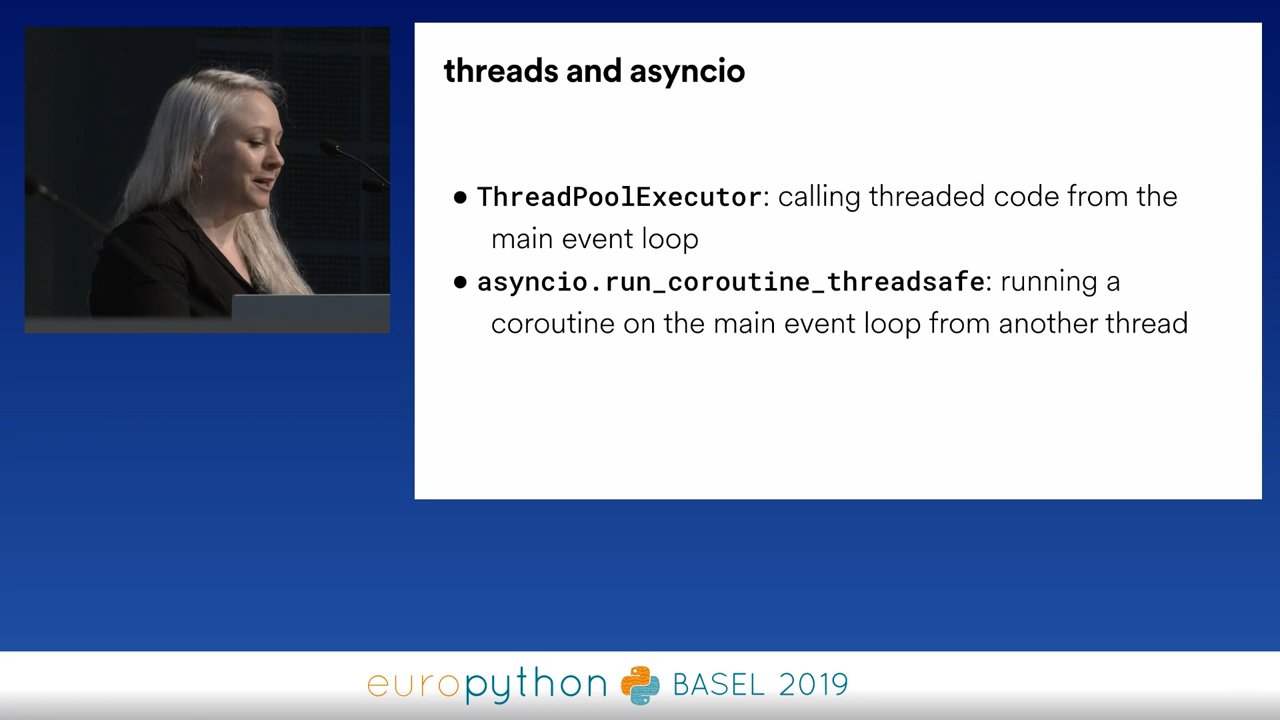 threads and asyncio
● ThreadPoolExecutor: calling threaded code from the
main event loop
● asyncio.run_coroutine_threadsafe: running a
coroutine on the main event loop from another thread
europython BASEL 2019